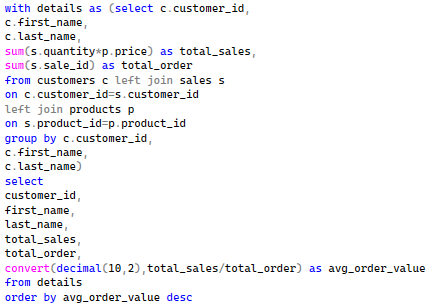 with details as (select c.customer_id,
c.first_name,
c.last_name,
sum(s.quantity*p.price) as total_sales,
sum(s.sale_id) as total_order
from customers c left join sales s
on c.customer_id=s.customer_id
left join products p
on s.product_id=p.product_id
group by c.customer_id,
c.first_name,
c.last_name)
select
customer_id,
first_name,
last_name,
total_sales,
total_order,
convert(decimal(10,2),total_sales/total_order) as avg_order_value
from details
order by avg_order_value desc